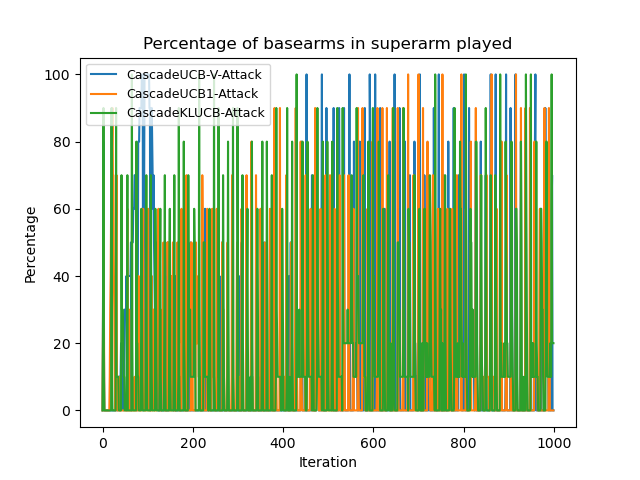 Percentage of basearms in superarm played
CascadeUCB-V-Attack
CascadeUCB1-Attack
CascadeKLUCB-Attack
100
80
60
40
20
0
Percentage
0 200 400 600 800 1000
Iteration